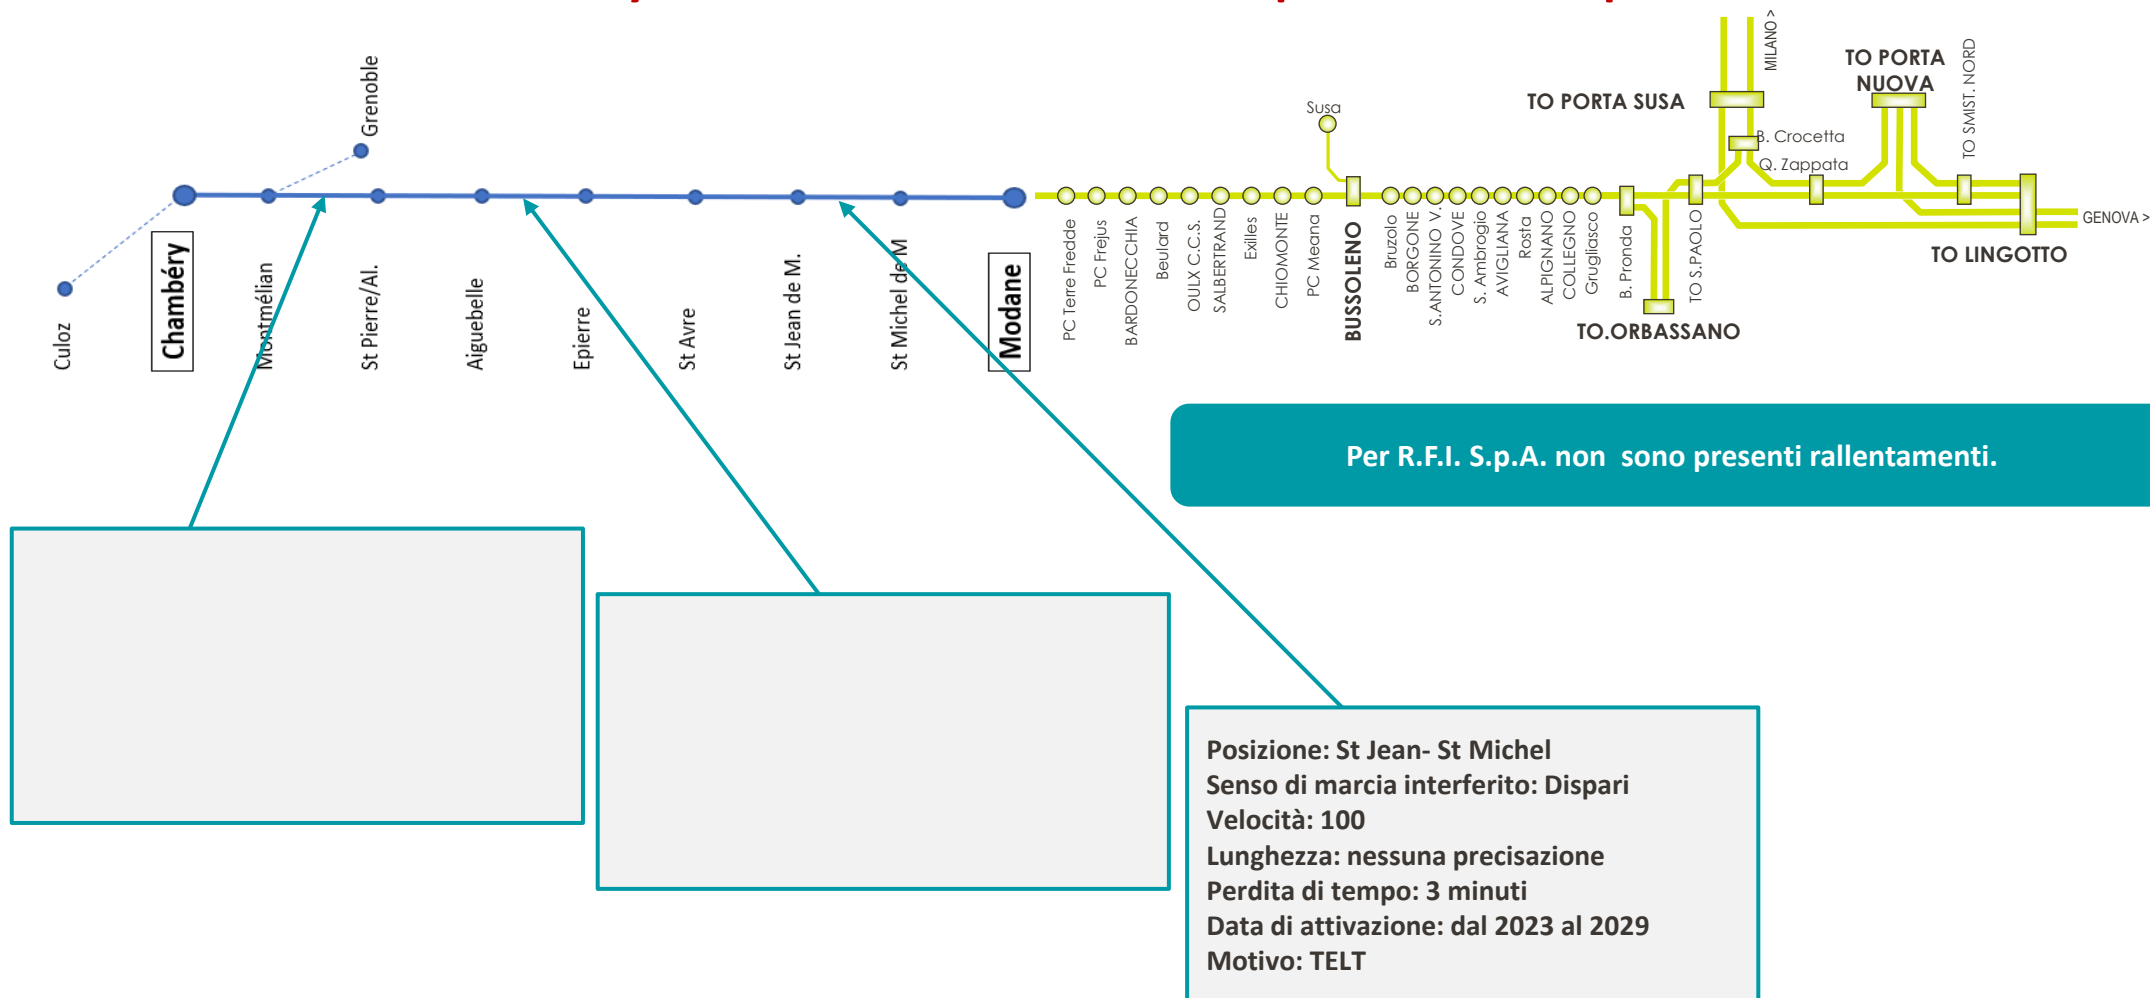 MILANO >
TO PORTA
NUOVA
TO SMIST. NORD
TO PORTA SUSA
Susa
B. Crocetta
Q. Zappata
Grenoble
GENOVA >
TO LINGOTTO
Culoz
Chambéry
Montmélian
St Pierre/Al.
Aiguebelle
Epierre
St Avre
St Jean de M.
St Michel de M
Modane
PC Terre Fredde
PC Frejus
BARDONECCHIA
Beulard
OULX C.C.S.
SALBERTRAND
Exilles
CHIOMONTE
PC Meana
BUSSOLENO
Bruzolo
BORGONE
S.ANTONINO V.
CONDOVE
S. Ambrogio
AVIGLIANA
Rosta
ALPIGNANO
COLLEGNO
Grugliasco
B. Pronda
TO.S.PAOLO
TO.ORBASSANO
Per R.F.I. S.p.A. non sono presenti rallentamenti.
Posizione: St Jean- St Michel
Senso di marcia interferito: Dispari
Velocità: 100
Lunghezza: nessuna precisazione
Perdita di tempo: 3 minuti
Data di attivazione: dal 2023 al 2029
Motivo: TELT